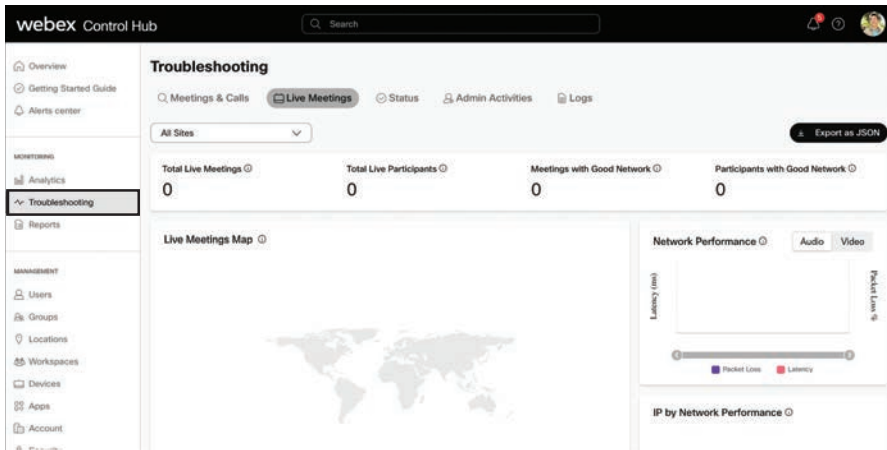 webex Control Hub
Search
5
Overview
Getting Started Guide
Alerts center
MONITORING
Analytics
Troubleshooting
Reports
MANAGEMENT
Users
Groups
Locations
Workspaces
Devices
Apps
Account
Security
Troubleshooting
Meetings & Calls Live Meetings Status Admin Activities Logs
All Sites
Export as JSON
Total Live Meetings Total Live Participants Meetings with Good Network Participants with Good Network
0 0 0 0
Live Meetings Map
Network Performance Audio Video
Latency (ms)
Packet Loss %
Packet Loss Latency
IP by Network Performance